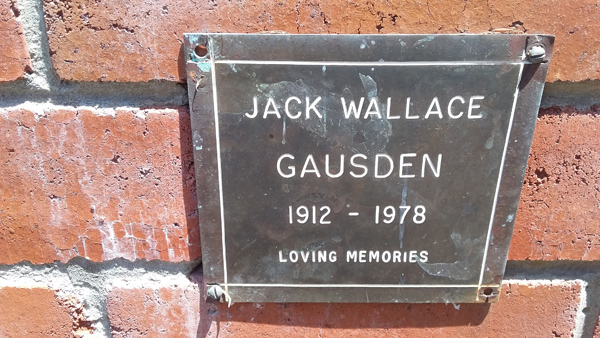 JACK WALLACE
GAUSDEN
1912 - 1978
LOVING MEMORIES